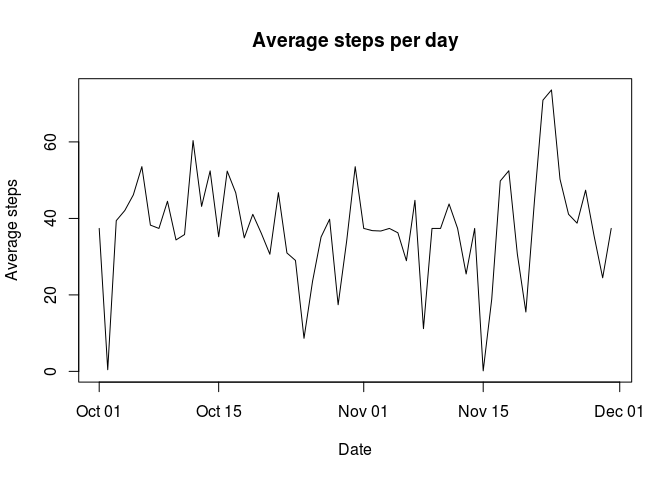 Average steps per day
Average steps
60
40
20
0
Oct 01 Oct 15 Nov 01 Nov 15 Dec 01
Date